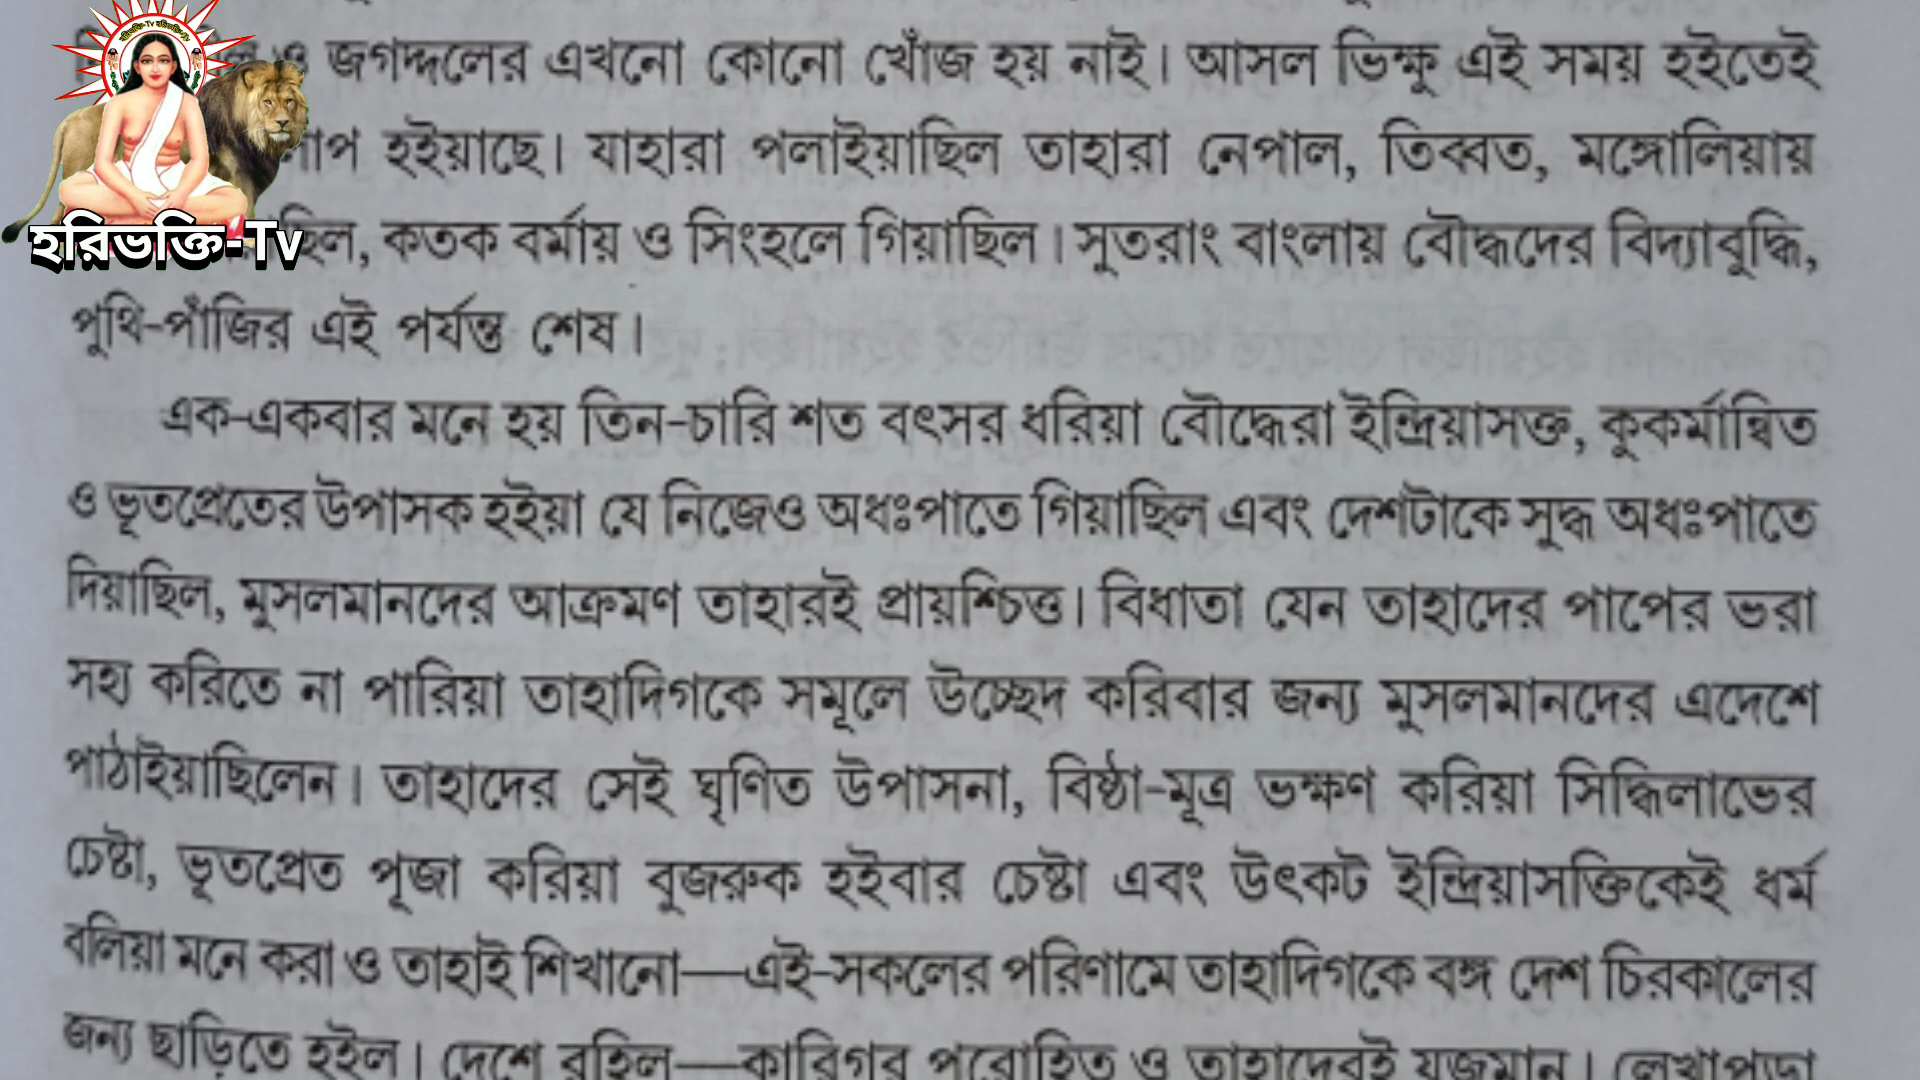 ও জগদ্দলের এখনো কোনো খোঁজ হয় নাই। আসল ভিক্ষু এই সময় হইতেই
হইয়াছে। যাহারা পলাইয়াছিল তাহারা নেপাল, তিব্বত, মঙ্গোলিয়ায়
হরিভক্তি-Tv
কতক বর্মায় ও সিংহলে গিয়াছিল। সুতরাং বাংলায় বৌদ্ধদের বিদ্যাবুদ্ধি,
পুথি-পাঁজির এই পর্যন্ত শেষ।
এক-একবার মনে হয় তিন-চারি শত বৎসর ধরিয়া বৌদ্ধেরা ইন্দ্রিয়াসক্ত, কুকর্মান্বিত
ও ভূতপ্রেতের উপাসক হইয়া যে নিজেও অধঃপাতে গিয়াছিল এবং দেশটাকে সুদ্ধ অধঃপাতে
দিয়াছিল, মুসলমানদের আক্রমণ তাহারই প্রায়শ্চিত্ত। বিধাতা যেন তাহাদের পাপের ভরা
সহ্য করিতে না পারিয়া তাহাদিগকে সমূলে উচ্ছেদ করিবার জন্য মুসলমানদের এদেশে
পাঠাইয়াছিলেন। তাহাদের সেই ঘৃণিত উপাসনা, বিষ্ঠা-মূত্র ভক্ষণ করিয়া সিদ্ধিলাভের
চেষ্টা, ভূতপ্রেত পূজা করিয়া বুজরুক হইবার চেষ্টা এবং উৎকট ইন্দ্রিয়াসক্তিকেই ধর্ম
বলিয়া মনে করা ও তাহাই শিখানো—এই-সকলের পরিণামে তাহাদিগকে বঙ্গ দেশ চিরকালের
জন্য ছাড়িতে হইল। দেশে রহিল—কারিগর পুরোহিত ও তাহাদেরই যজমান। লেখাপড়া